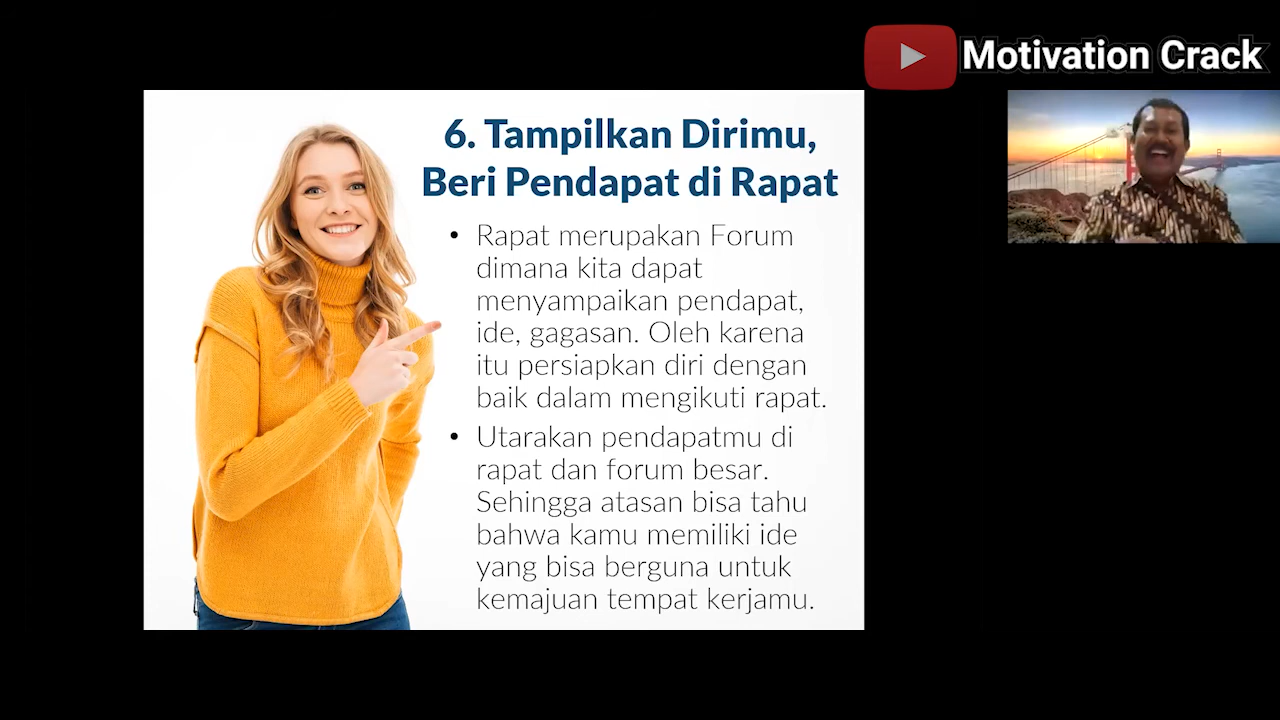 Motivation Crack
6. Tampilkan Dirimu,
Beri Pendapat di Rapat
• Rapat merupakan Forum
dimana kita dapat
menyampaikan pendapat,
ide, gagasan. Oleh karena
itu persiapkan diri dengan
baik dalam mengikuti rapat.
• Utarakan pendapatmu di
rapat dan forum besar.
Sehingga atasan bisa tahu
bahwa kamu memiliki ide
yang bisa berguna untuk
kemajuan tempat kerjamu.